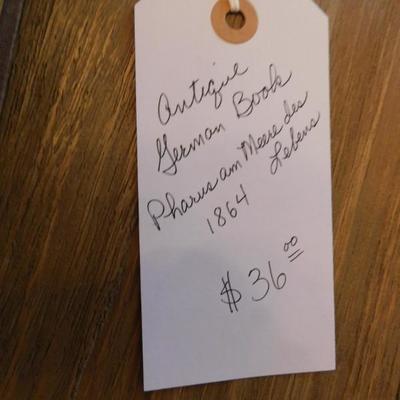 Antique
German Book
Pharus am Meere des
Lebens
1864
$36.00